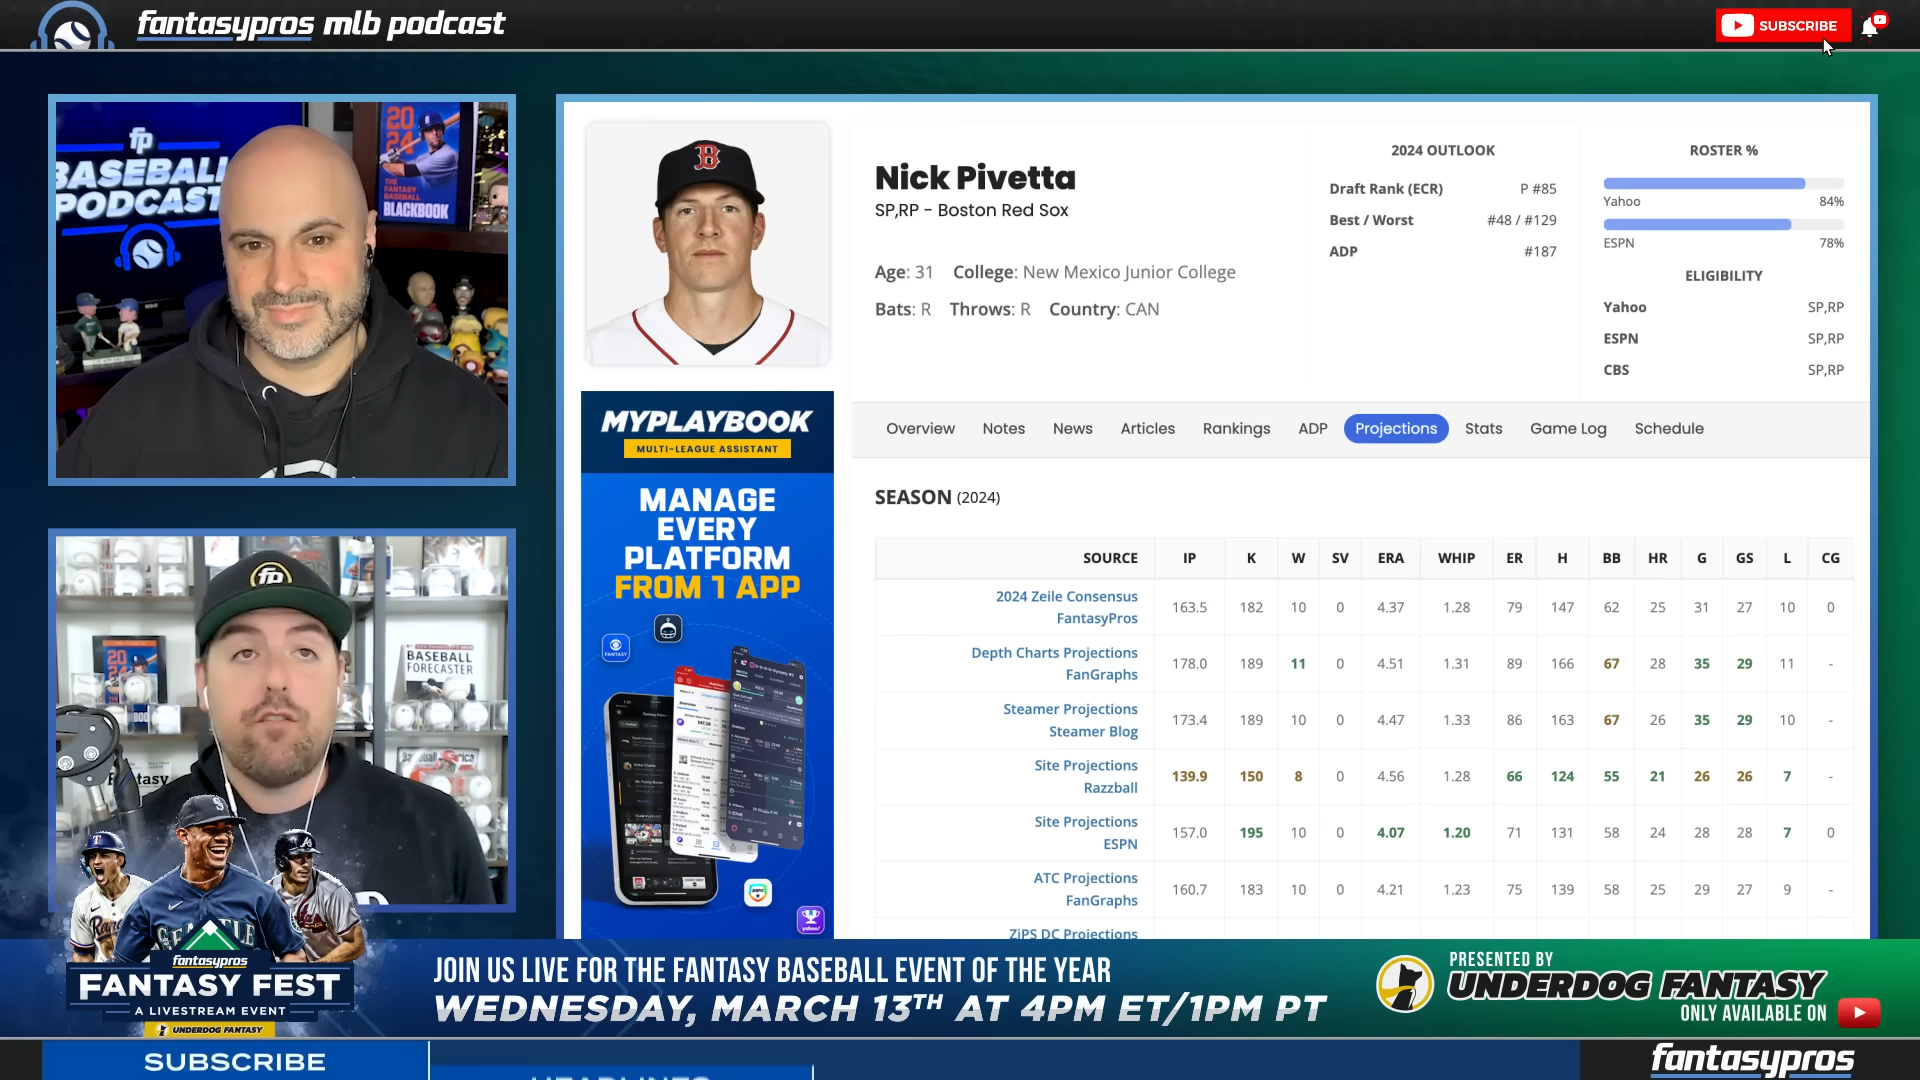 fantasypros mlb podcast
SUBSCRIBE
fp
BASEBALL
PODCAST
2024
THE
FANTASY
BASEBALL
BLACKBOOK
B
Nick Pivetta
SP,RP - Boston Red Sox
Age: 31 College: New Mexico Junior College
Bats: R Throws: R Country: CAN
2024 OUTLOOK
Draft Rank (ECR) P #85
Best / Worst #48 / #129
ADP #187
ROSTER %
Yahoo 84%
ESPN 78%
ELIGIBILITY
Yahoo SP,RP
ESPN SP,RP
CBS SP,RP
MYPLAYBOOK
MULTI-LEAGUE ASSISTANT
MANAGE
EVERY
PLATFORM
FROM 1 APP
FANTASY
yahoo!
Overview Notes News Articles Rankings ADP Projections Stats Game Log Schedule
SEASON (2024)
SOURCE IP K W SV ERA WHIP ER H BB HR G GS L CG
2024 Zeile Consensus
FantasyPros 163.5 182 10 0 4.37 1.28 79 147 62 25 31 27 10 0
Depth Charts Projections
FanGraphs 178.0 189 11 0 4.51 1.31 89 166 67 28 35 29 11 -
Steamer Projections
Steamer Blog 173.4 189 10 0 4.47 1.33 86 163 67 26 35 29 10 -
Site Projections
Razzball 139.9 150 8 0 4.56 1.28 66 124 55 21 26 26 7 -
Site Projections
ESPN 157.0 195 10 0 4.07 1.20 71 131 58 24 28 28 7 0
ATC Projections
FanGraphs 160.7 183 10 0 4.21 1.23 75 139 58 25 29 27 9 -
ZiPS DC Projections
fp
BASEBALL
FORECASTER
fantasypros
FANTASY FEST
A LIVESTREAM EVENT
UNDERDOG FANTASY
JOIN US LIVE FOR THE FANTASY BASEBALL EVENT OF THE YEAR
WEDNESDAY, MARCH 13TH AT 4PM ET/1PM PT
PRESENTED BY
UNDERDOG FANTASY
ONLY AVAILABLE ON
SUBSCRIBE
HEADLINES
fantasypros